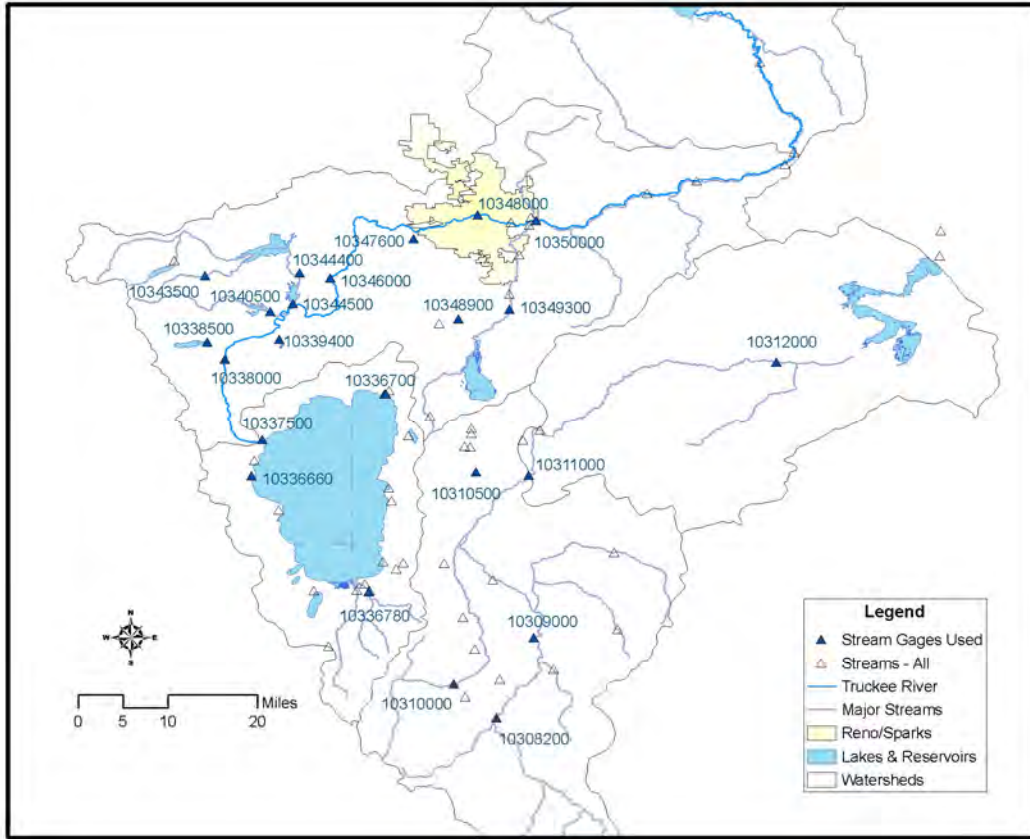 10348000
10347600
10350000
10344400
10346000
10343500
10340500
10344500
10348900
10349300
10338500
10339400
10312000
10338000
10336700
10337500
10336660
10310500
10311000
10336780
10309000
10310000
10308200
N
W E
S
Miles
0 5 10 20
Legend
Stream Gages Used
Streams - All
Truckee River
Major Streams
Reno/Sparks
Lakes & Reservoirs
Watersheds